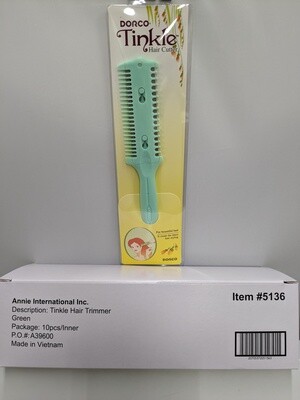 DORCO
Tinkle
Hair Cutter
DORCO
Annie International Inc.
Item #5136
Description: Tinkle Hair Trimmer
Green
Package: 10pcs/Inner
P.O.#: A39600
Made in Vietnam